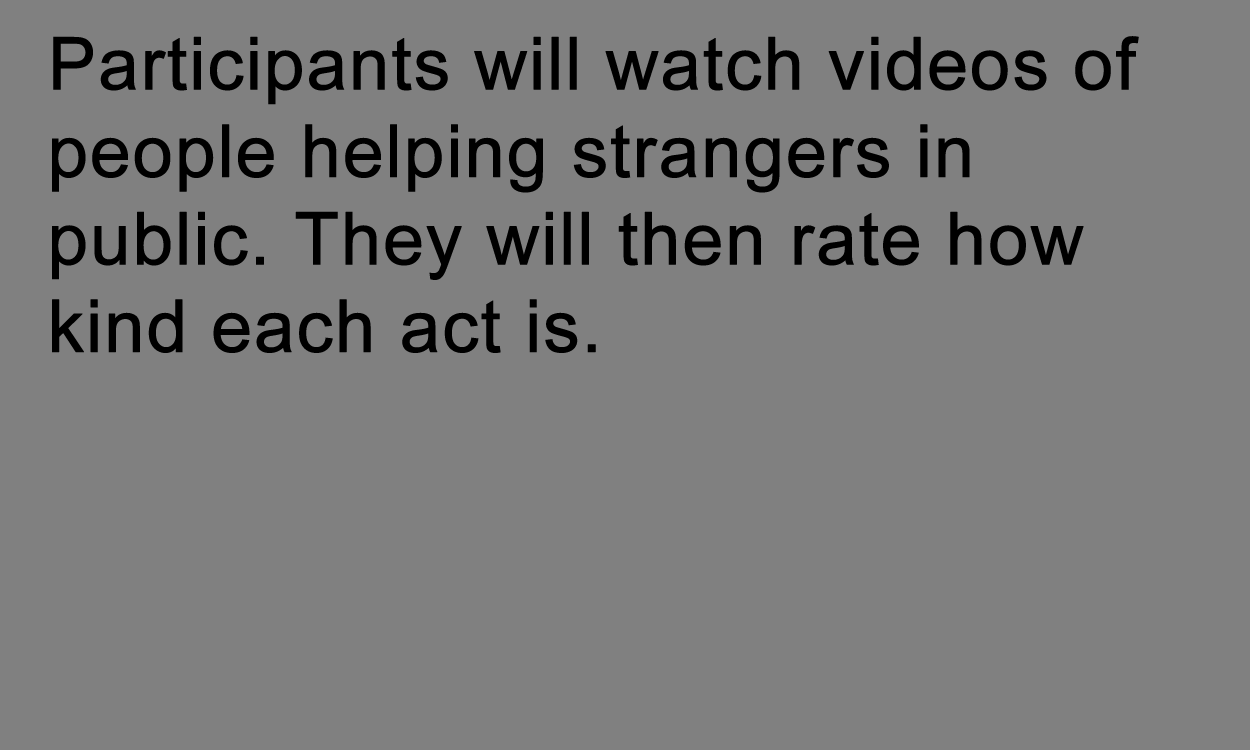 Participants will watch videos of
people helping strangers in
public. They will then rate how
kind each act is.